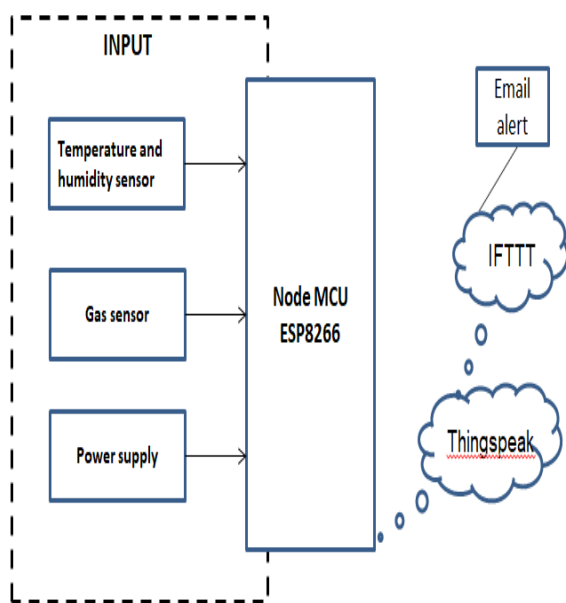 INPUT
Temperature and
humidity sensor
Gas sensor
Power supply
Node MCU
ESP8266
Email
alert
IFTTT
Thingspeak